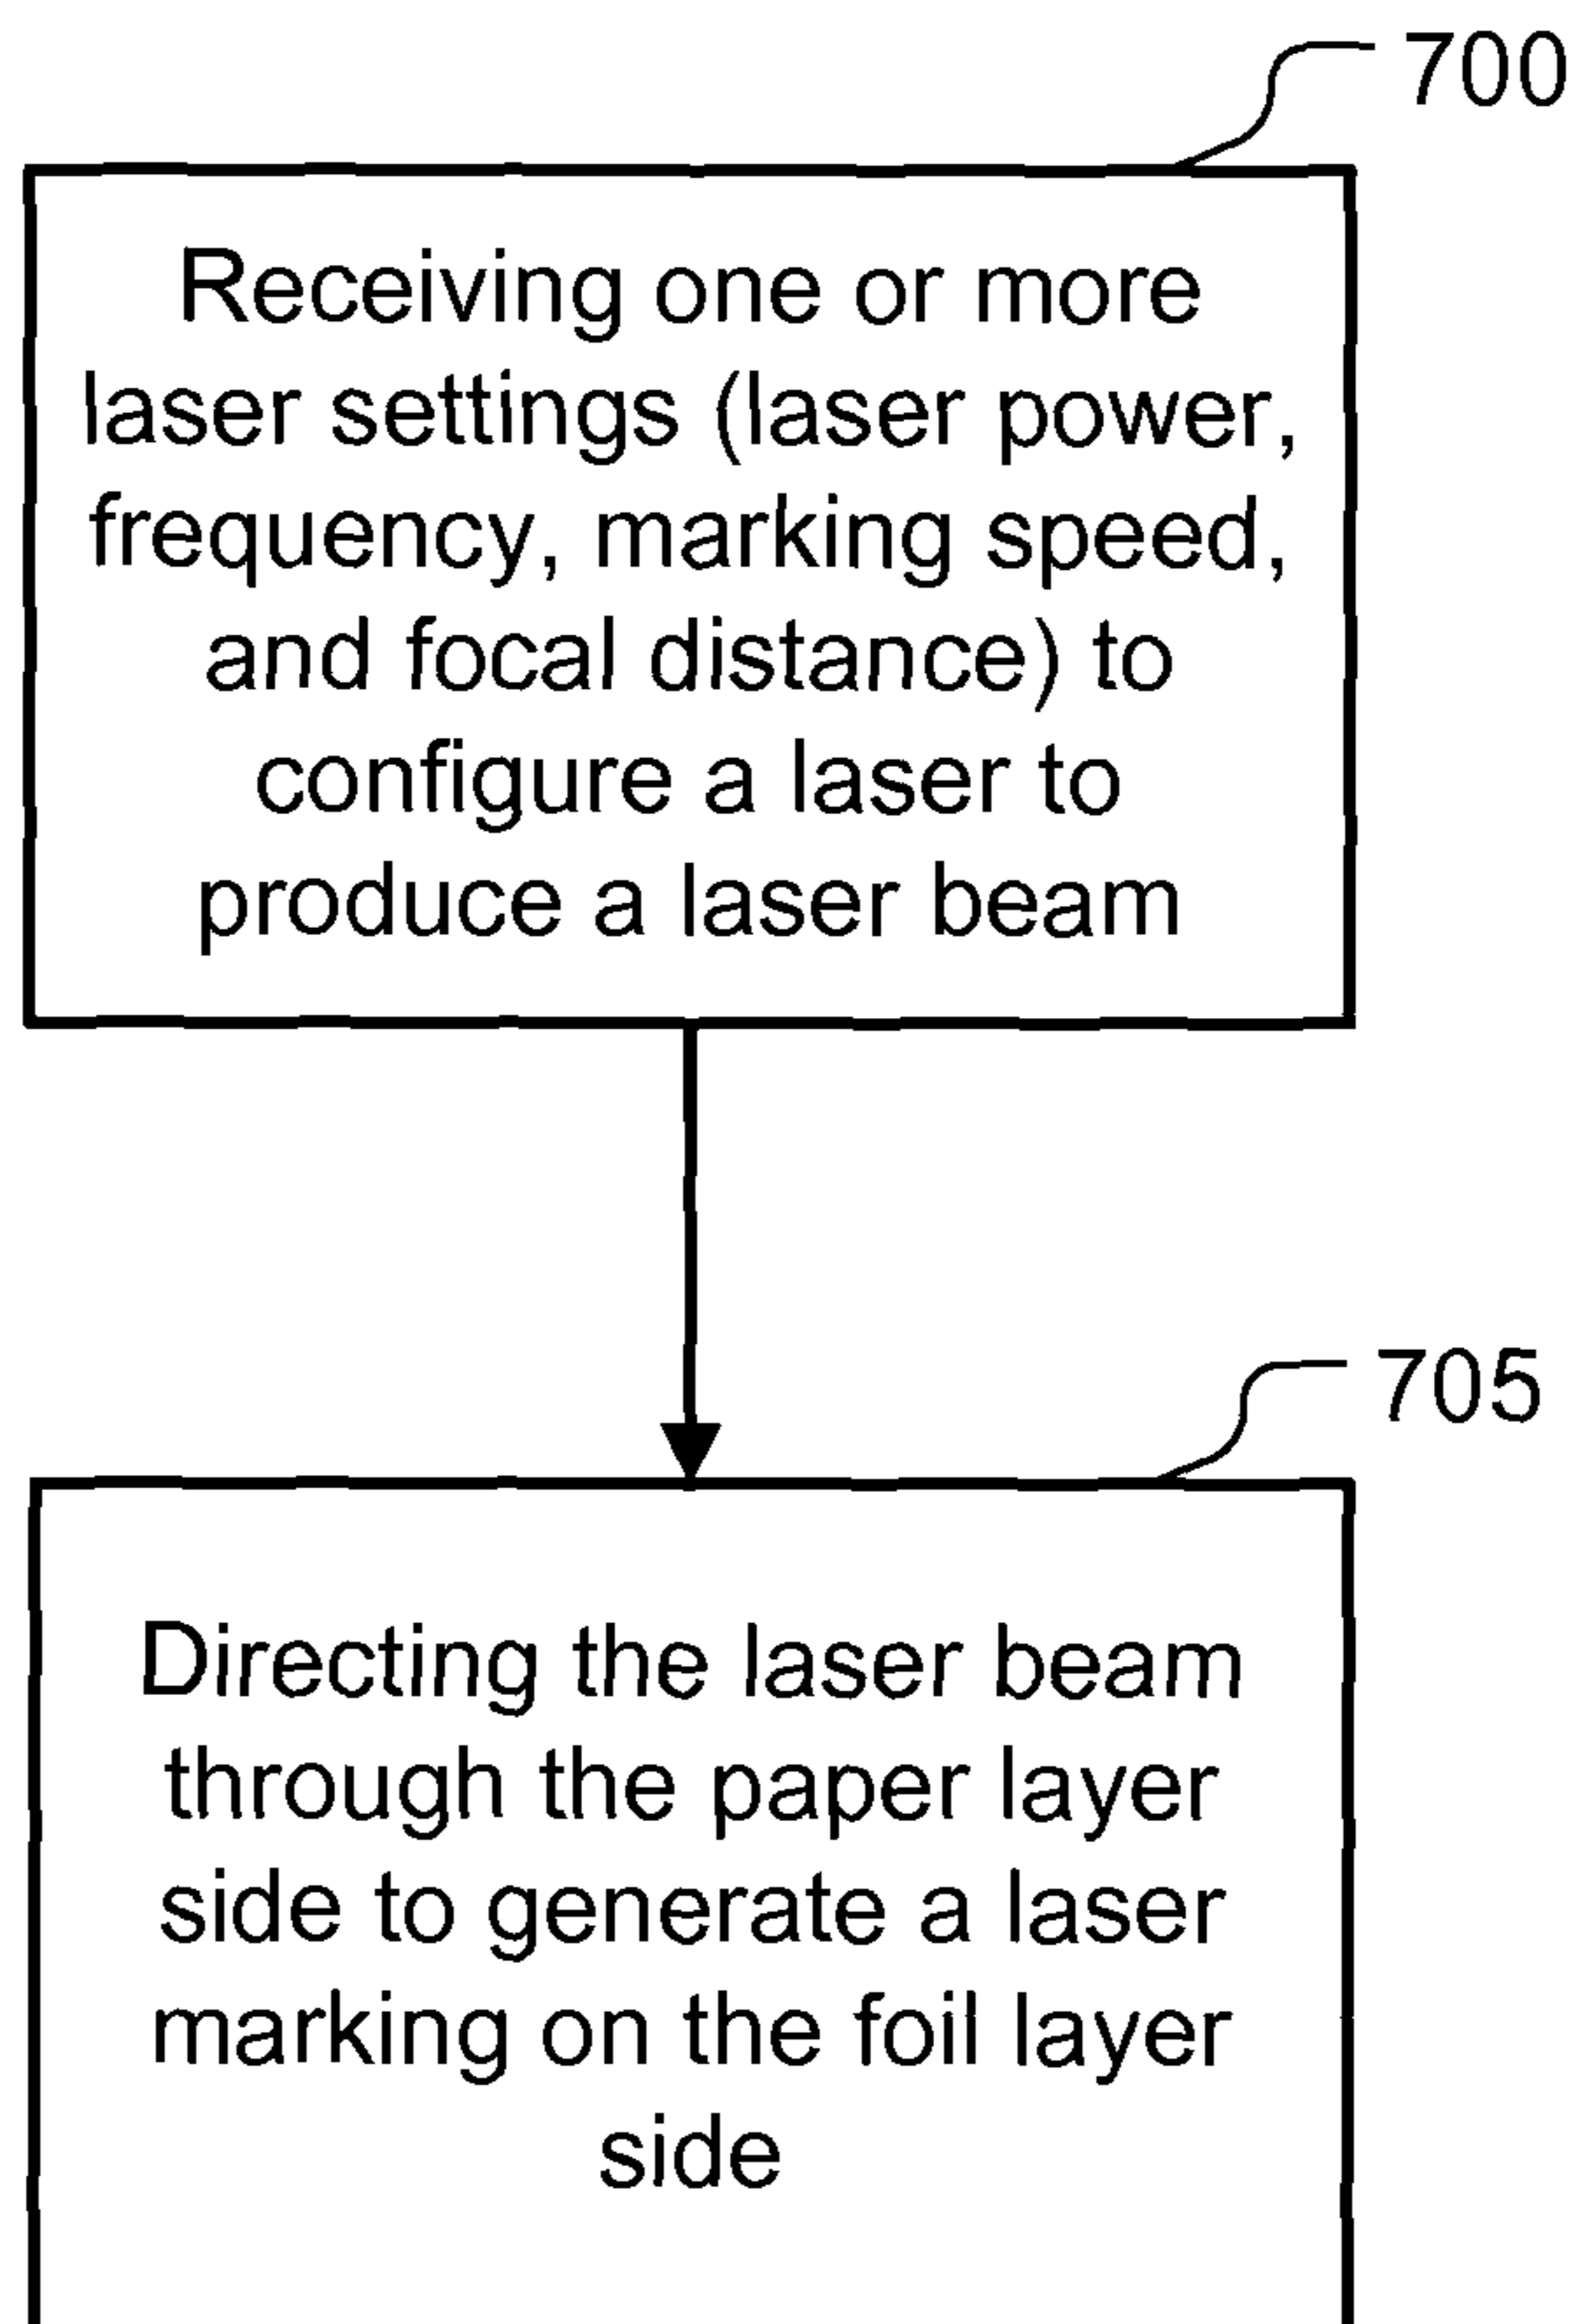 700
Receiving one or more
laser settings (laser power,
frequency, marking speed,
and focal distance) to
configure a laser to
produce a laser beam
705
Directing the laser beam
through the paper layer
side to generate a laser
marking on the foil layer
side